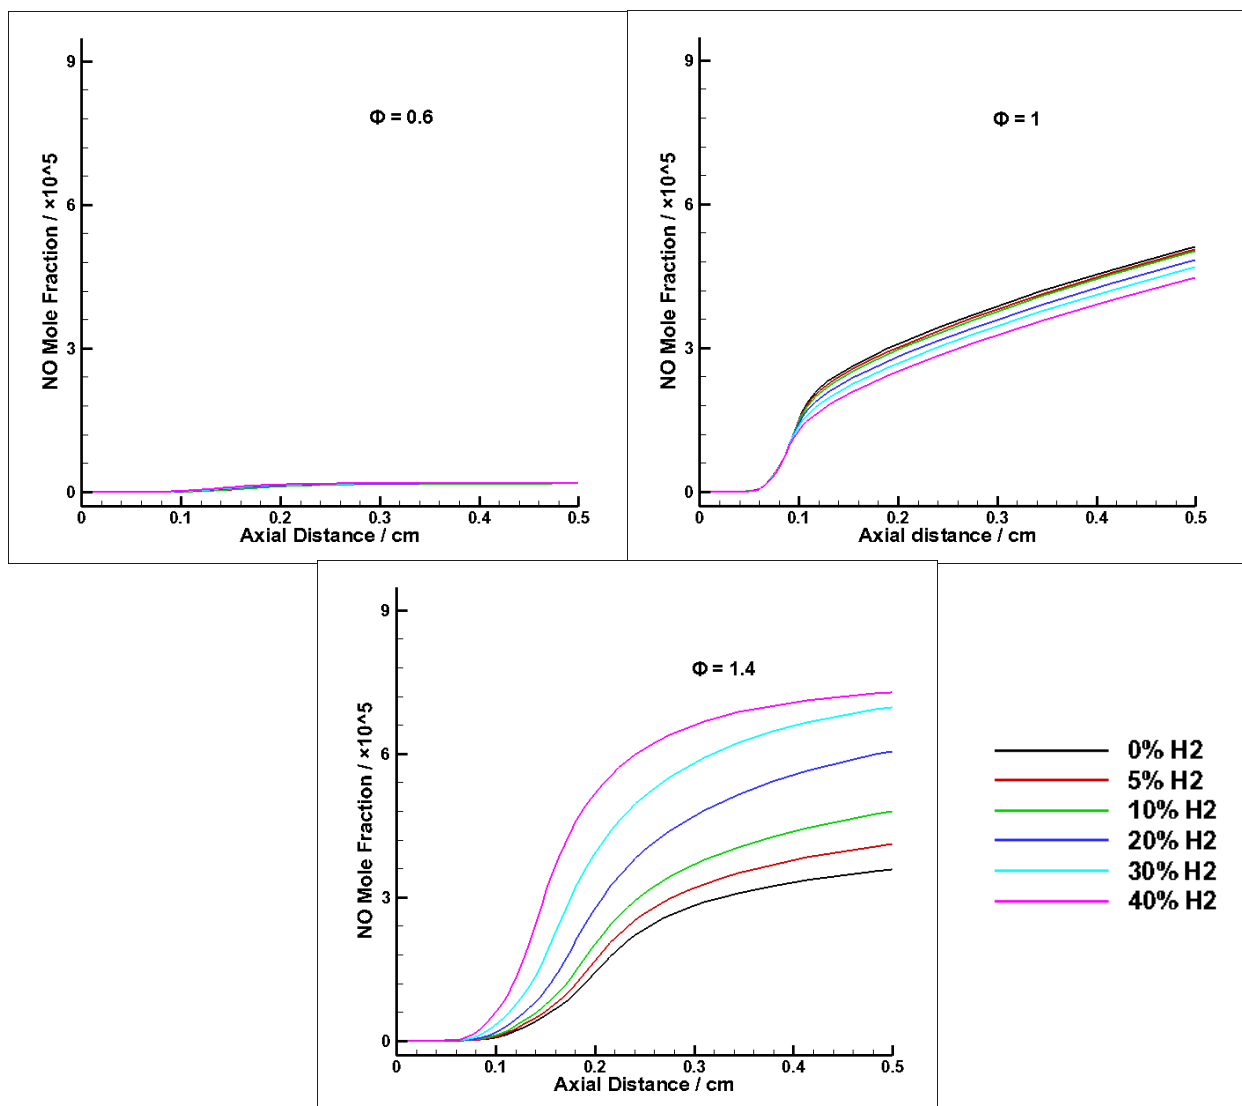 9
6
3
0
NO Mole Fraction / ×10^5
Φ = 0.6
0 0.1 0.2 0.3 0.4 0.5
Axial Distance / cm
9
6
3
0
NO Mole Fraction / ×10^5
Φ = 1
0 0.1 0.2 0.3 0.4 0.5
Axial distance / cm
9
6
3
0
NO Mole Fraction / ×10^5
Φ = 1.4
0 0.1 0.2 0.3 0.4 0.5
Axial Distance / cm
0% H2
5% H2
10% H2
20% H2
30% H2
40% H2